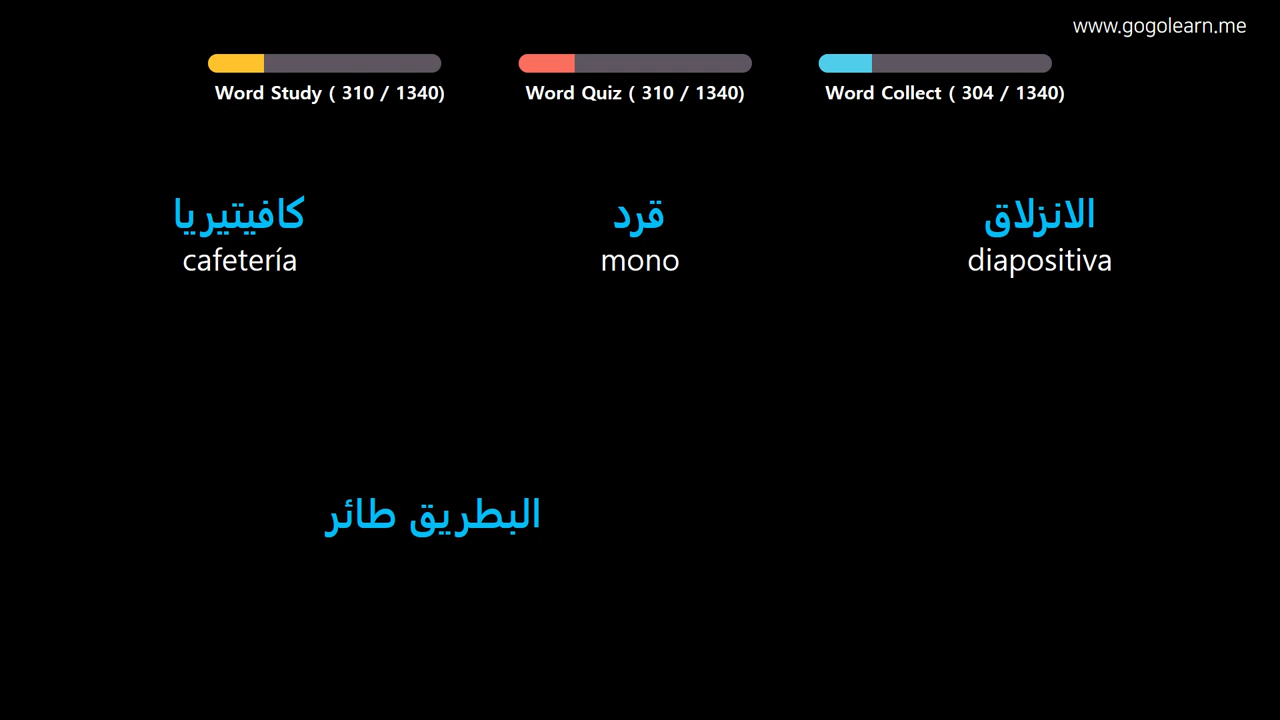 www.gogolearn.me
Word Study ( 310 / 1340)
Word Quiz ( 310 / 1340)
Word Collect ( 304 / 1340)
كافيتيريا
cafetería
قرد
mono
الانزلاق
diapositiva
البطريق طائر